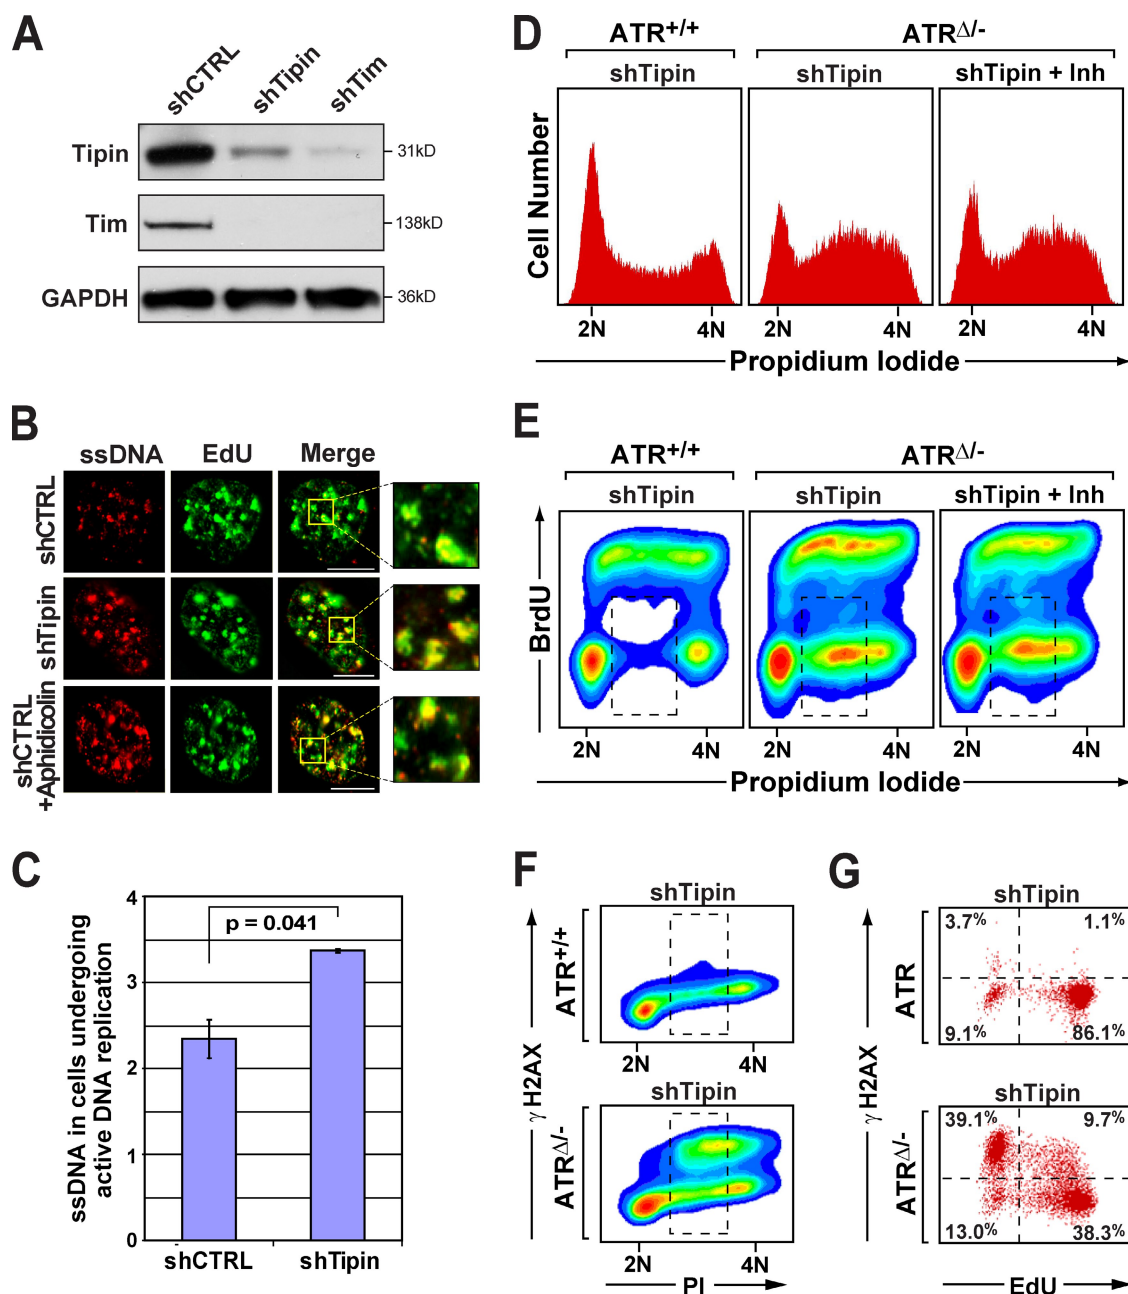 A
shCTRL
shTipin
shTim
Tipin
31kD
Tim
138kD
GAPDH
36kD
B
ssDNA
EdU
Merge
shCTRL
shTipin
shCTRL
+Aphidicolin
C
ssDNA in cells undergoing
active DNA replication
4
3
2
1
0
p = 0.041
shCTRL
shTipin
D
ATR+/+
ATRΔ/-
shTipin
shTipin
shTipin + Inh
Cell Number
2N
4N
2N
4N
2N
4N
Propidium Iodide
E
ATR+/+
ATRΔ/-
shTipin
shTipin
shTipin + Inh
BrdU
2N
4N
2N
4N
2N
4N
Propidium Iodide
F
γ H2AX
shTipin
ATR+/+
2N
4N
shTipin
ATRΔ/-
2N
4N
PI
G
γ H2AX
shTipin
ATR
3.7%
1.1%
9.1%
86.1%
shTipin
ATRΔ/-
39.1%
9.7%
13.0%
38.3%
EdU